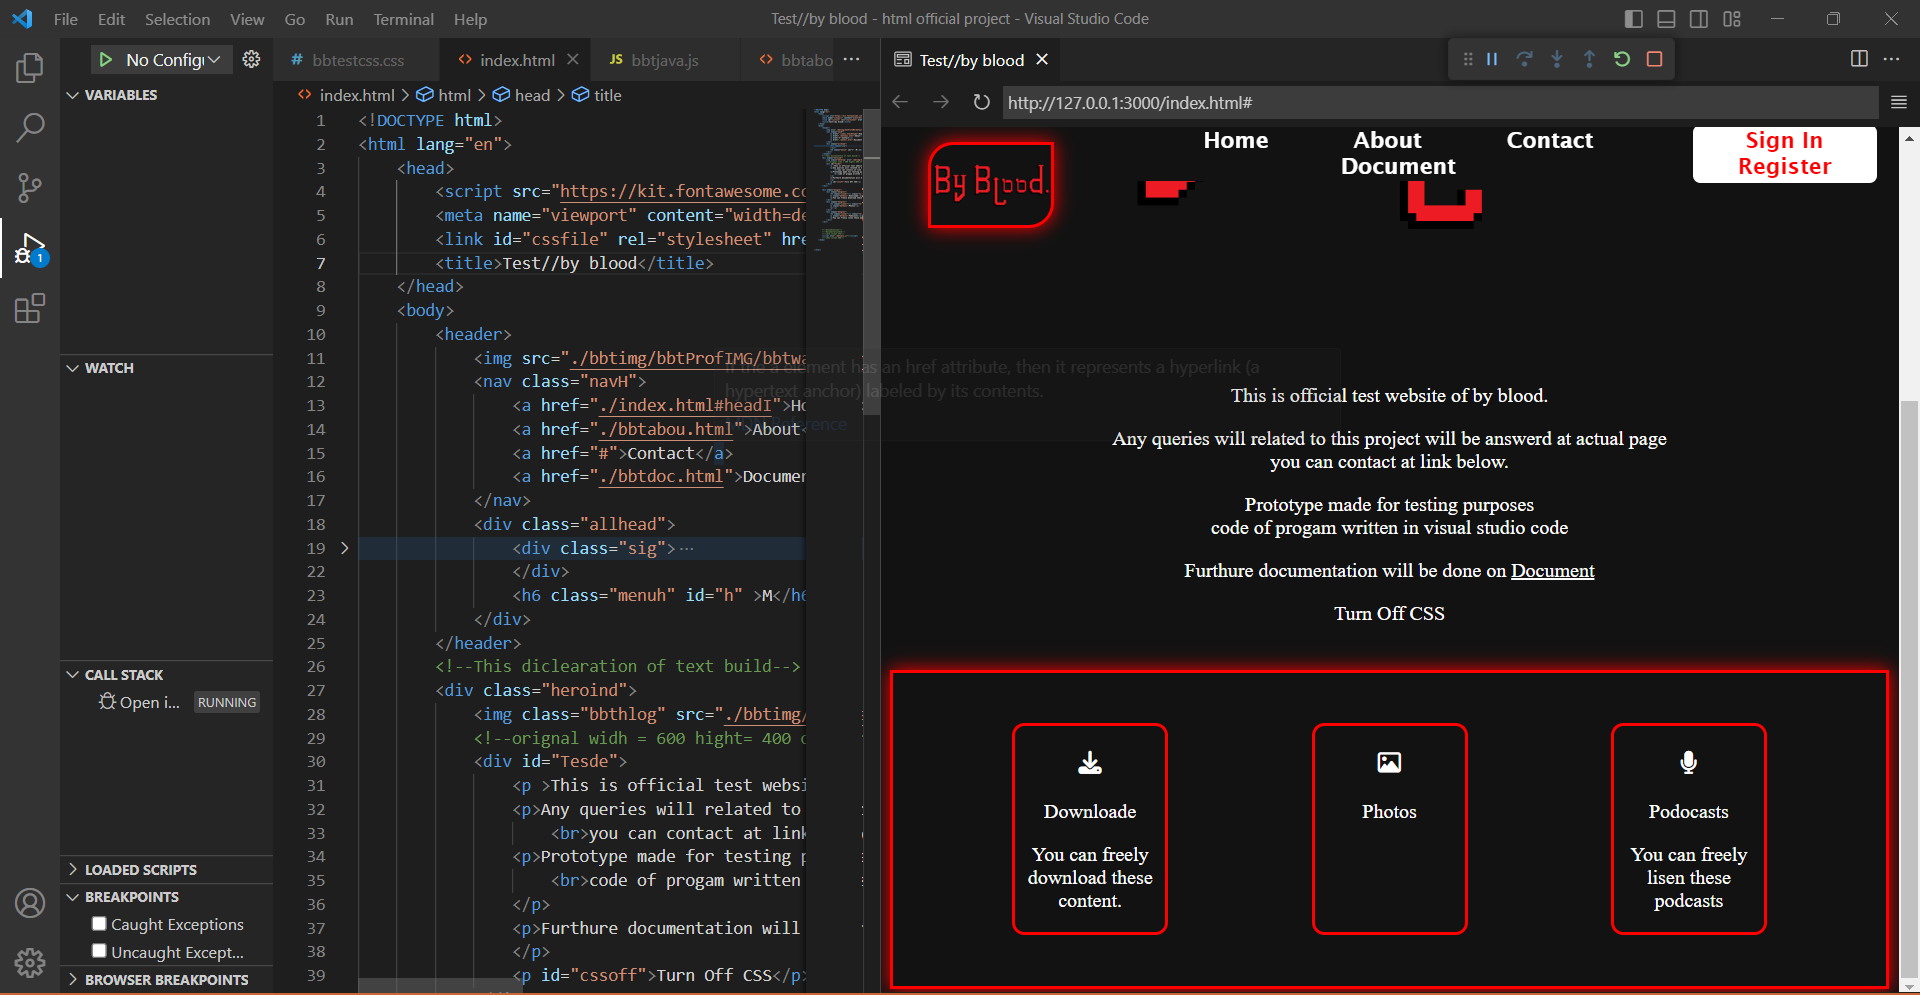 File Edit Selection View Go Run Terminal Help
Test//by blood - html official project - Visual Studio Code
No Config
VARIABLES
WATCH
CALL STACK
Open i... RUNNING
LOADED SCRIPTS
BREAKPOINTS
Caught Exceptions
Uncaught Except...
BROWSER BREAKPOINTS
1
# bbtestcss.css
<> index.html
JS bbtjava.js
<> bbtabo
<> index.html > html > head > title
1 <!DOCTYPE html>
2 <html lang="en">
3 <head>
4 <script src="https://kit.fontawesome.co
5 <meta name="viewport" content="width=de
6 <link id="cssfile" rel="stylesheet" hre
7 <title>Test//by blood</title>
8 </head>
9 <body>
10 <header>
11 <img src="./bbtimg/bbtProfIMG/bbtwa
12 <nav class="navH">
13 <a href="./index.html#headI">Ho
14 <a href="./bbtabou.html">About<
15 <a href="#">Contact</a>
16 <a href="./bbtdoc.html">Documen
17 </nav>
18 <div class="allhead">
19 <div class="sig">...
22 </div>
23 <h6 class="menuh" id="h" >M</h6
24 </div>
25 </header>
26 <!--This diclearation of text build-->
27 <div class="heroind">
28 <img class="bbthlog" src="./bbtimg/
29 <!--orignal widh = 600 hight= 400 
30 <div id="Tesde">
31 <p >This is official test websi
32 <p>Any queries will related to
33 <br>you can contact at link
34 <p>Prototype made for testing p
35 <br>code of progam written
36 </p>
37 <p>Furthure documentation will
38 </p>
39 <p id="cssoff">Turn Off CSS</p>
If the a element has an href attribute, then it represents a hyperlink (a
hypertext anchor) labeled by its contents.
Test//by blood
http://127.0.0.1:3000/index.html#
By Blood.
Home About Contact
Document
Sign In
Register
This is official test website of by blood.
Any queries will related to this project will be answerd at actual page
you can contact at link below.
Prototype made for testing purposes
code of progam written in visual studio code
Furthure documentation will be done on Document
Turn Off CSS
Downloade
You can freely
download these
content.
Photos
Podocasts
You can freely
lisen these
podcasts